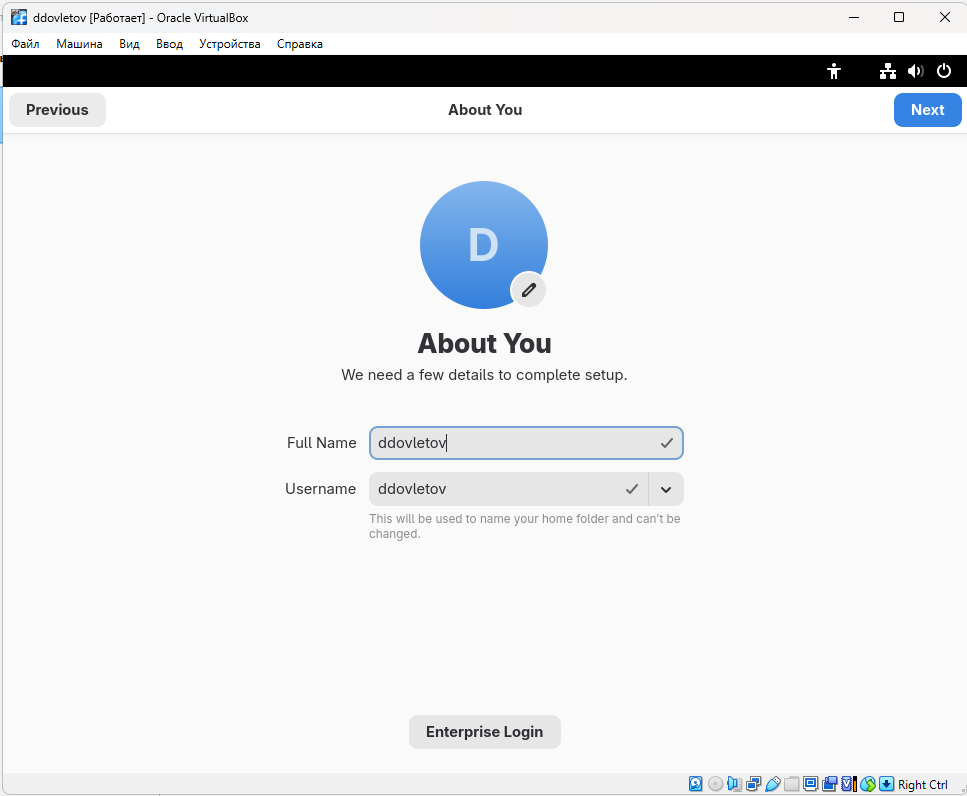 ddovletov [Работает] - Oracle VirtualBox
Файл Машина Вид Ввод Устройства Справка
Previous About You Next
D
About You
We need a few details to complete setup.
Full Name ddovletov
Username ddovletov
This will be used to name your home folder and can't be
changed.
Enterprise Login
Right Ctrl